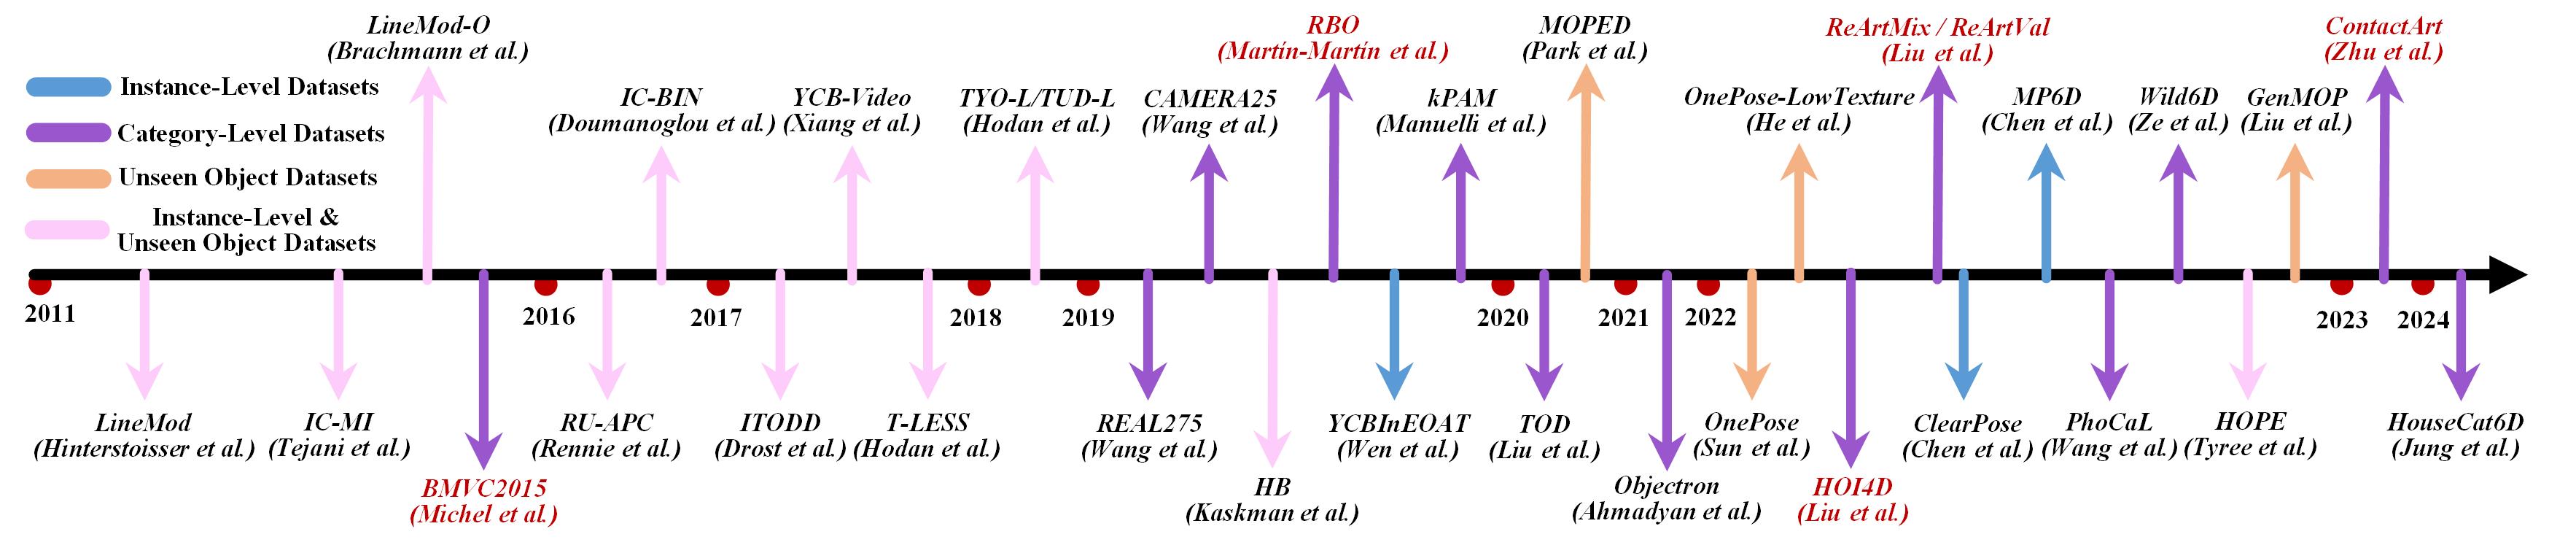 Instance-Level Datasets
Category-Level Datasets
Unseen Object Datasets
Instance-Level &
Unseen Object Datasets
LineMod-O
(Brachmann et al.)
IC-BIN
(Doumanoglou et al.)
YCB-Video
(Xiang et al.)
TYO-L/TUD-L
(Hodan et al.)
CAMERA25
(Wang et al.)
RBO
(Martín-Martín et al.)
kPAM
(Manuelli et al.)
MOPED
(Park et al.)
OnePose-LowTexture
(He et al.)
ReArtMix / ReArtVal
(Liu et al.)
MP6D
(Chen et al.)
Wild6D
(Ze et al.)
GenMOP
(Liu et al.)
ContactArt
(Zhu et al.)
2011
2016
2017
2018
2019
2020
2021
2022
2023
2024
LineMod
(Hinterstoisser et al.)
IC-MI
(Tejani et al.)
BMVC2015
(Michel et al.)
RU-APC
(Rennie et al.)
ITODD
(Drost et al.)
T-LESS
(Hodan et al.)
REAL275
(Wang et al.)
HB
(Kaskman et al.)
YCBInEOAT
(Wen et al.)
TOD
(Liu et al.)
Objectron
(Ahmadyan et al.)
OnePose
(Sun et al.)
HOI4D
(Liu et al.)
ClearPose
(Chen et al.)
PhoCaL
(Wang et al.)
HOPE
(Tyree et al.)
HouseCat6D
(Jung et al.)